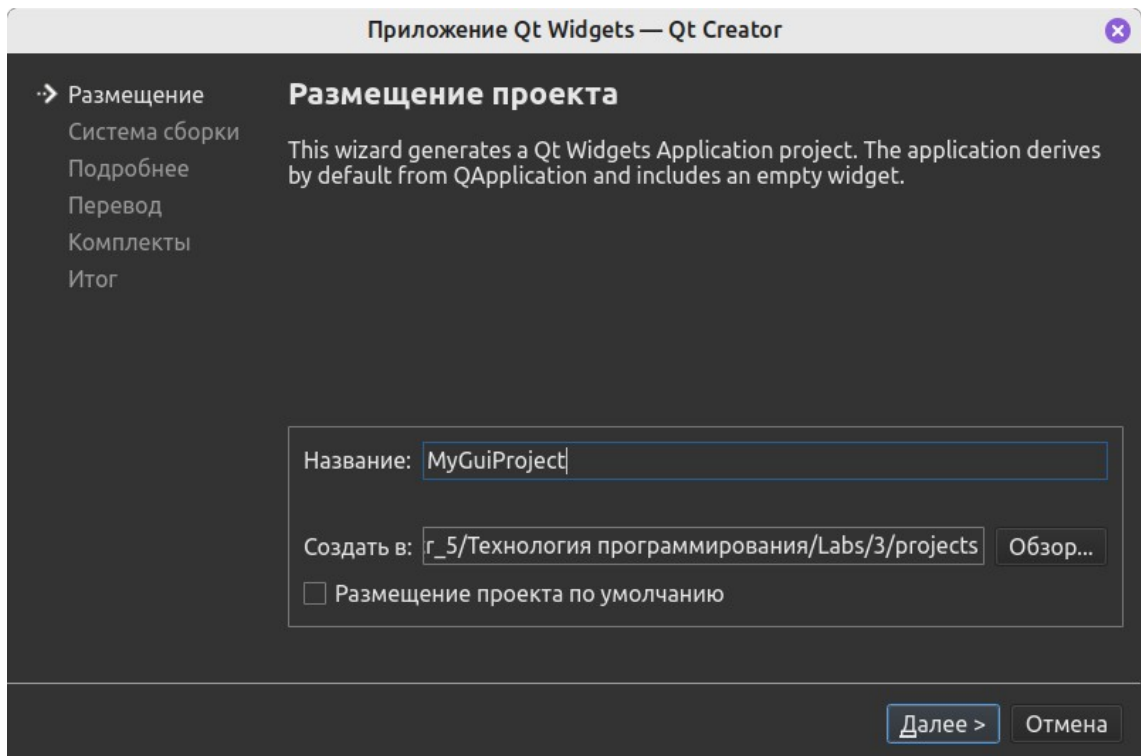 Приложение Qt Widgets — Qt Creator
Размещение
Система сборки
Подробнее
Перевод
Комплекты
Итог
Размещение проекта
This wizard generates a Qt Widgets Application project. The application derives
by default from QApplication and includes an empty widget.
Название: MyGuiProject
Создать в: r_5/Технология программирования/Labs/3/projects Обзор...
Размещение проекта по умолчанию
Далее > Отмена